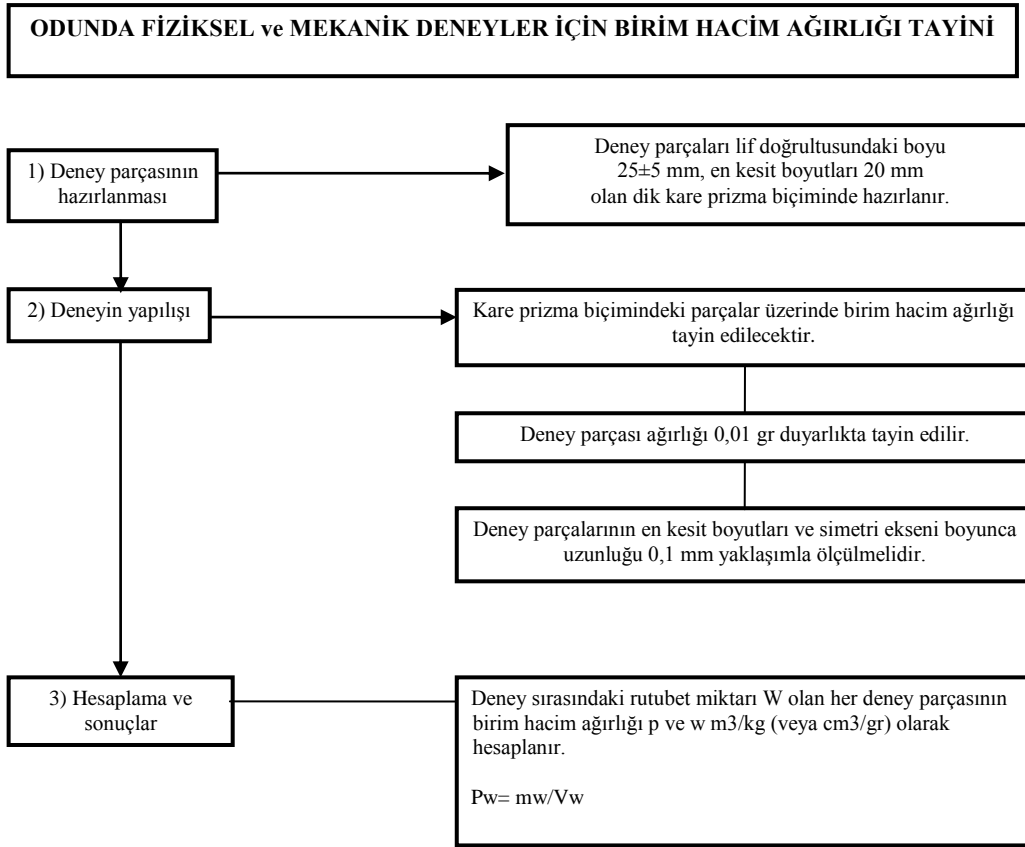 ODUNDA FİZİKSEL ve MEKANİK DENEYLER İÇİN BİRİM HACİM AĞIRLIĞI TAYİNİ
1) Deney parçasının
hazırlanması
Deney parçaları lif doğrultusundaki boyu
25±5 mm, en kesit boyutları 20 mm
olan dik kare prizma biçiminde hazırlanır.
2) Deneyin yapılışı
Kare prizma biçimindeki parçalar üzerinde birim hacim ağırlığı
tayin edilecektir.
Deney parçası ağırlığı 0,01 gr duyarlıkta tayin edilir.
Deney parçalarının en kesit boyutları ve simetri ekseni boyunca
uzunluğu 0,1 mm yaklaşımla ölçülmelidir.
3) Hesaplama ve
sonuçlar
Deney sırasındaki rutubet miktarı W olan her deney parçasının
birim hacim ağırlığı p ve w m3/kg (veya cm3/gr) olarak
hesaplanır.
Pw= mw/Vw